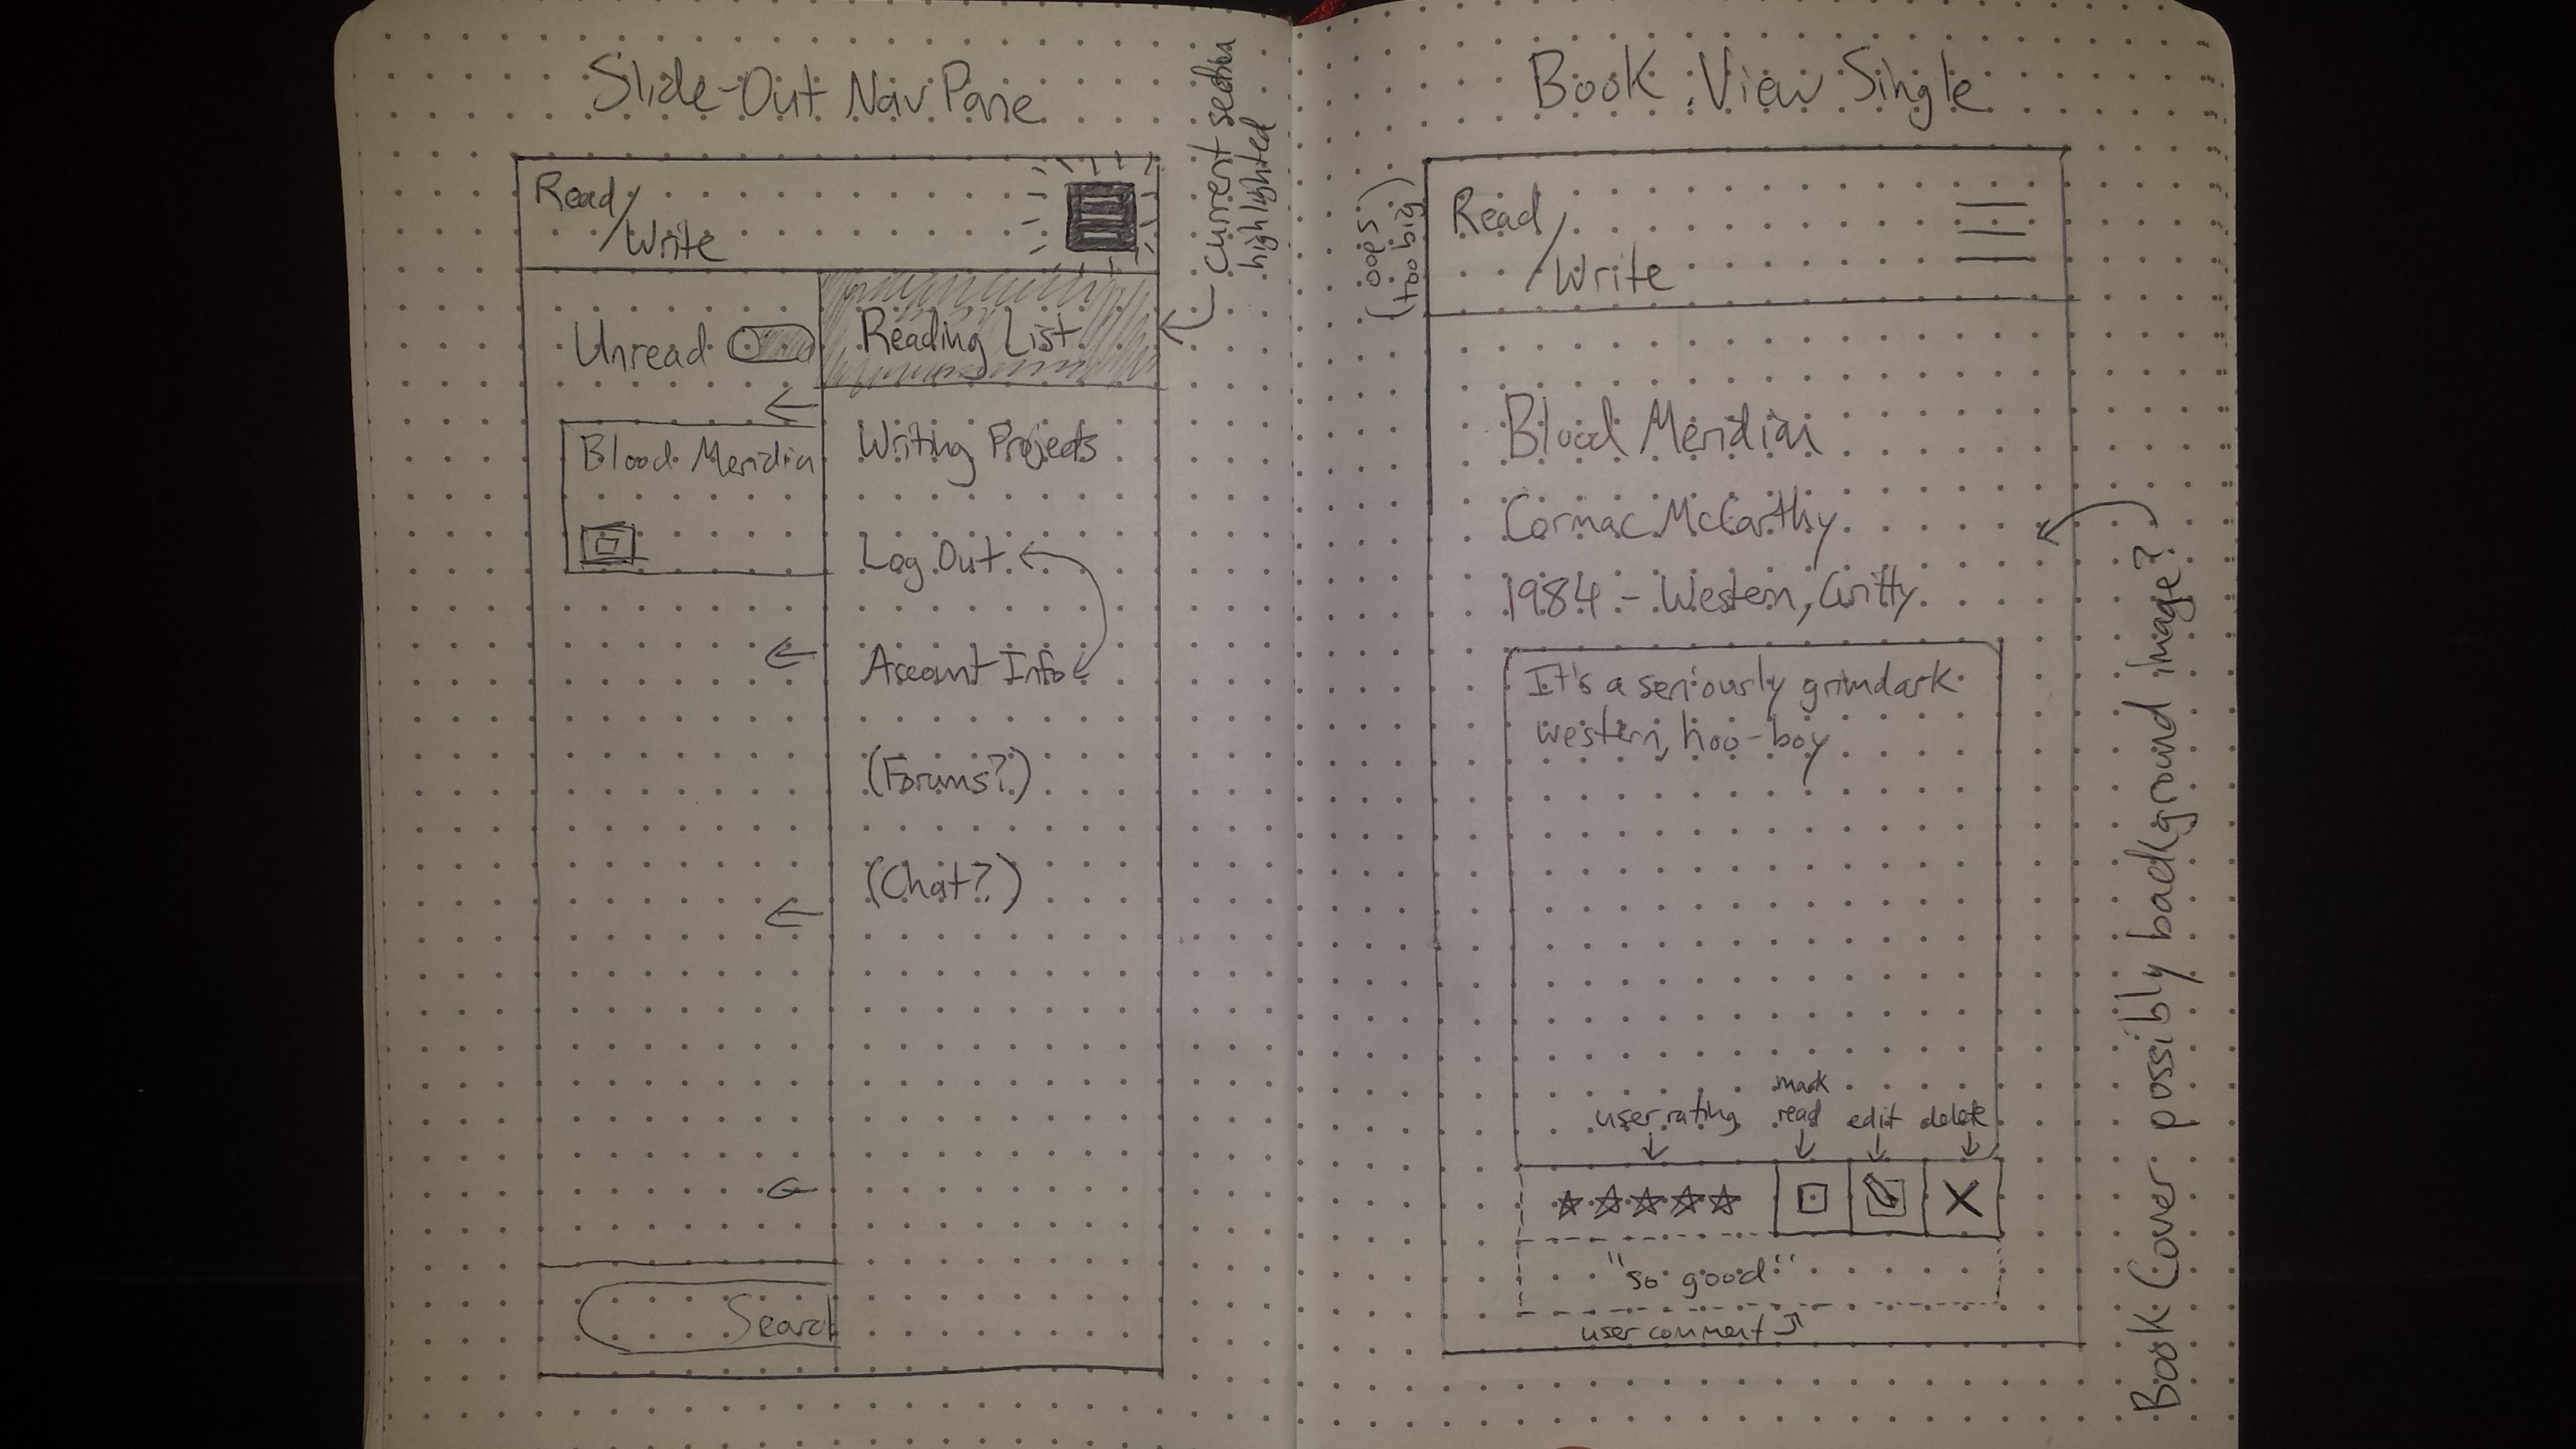 Slide-Out Nav Pane
Read/
Write
current section
highlighted
Unread
Reading List
Blood Meridia
Writing Projects
Log Out
Account Info
(Forums?)
(Chat?)
Search
Book View Single
(oops
too big)
Read/
Write
Blood Meridian
Cormac McCarthy
1984 - Western, Gritty
It's a seriously grimdark
western, hoo-boy
user rating
mark
read
edit
delete
X
"so good"
user comment
Book Cover possibly background image?